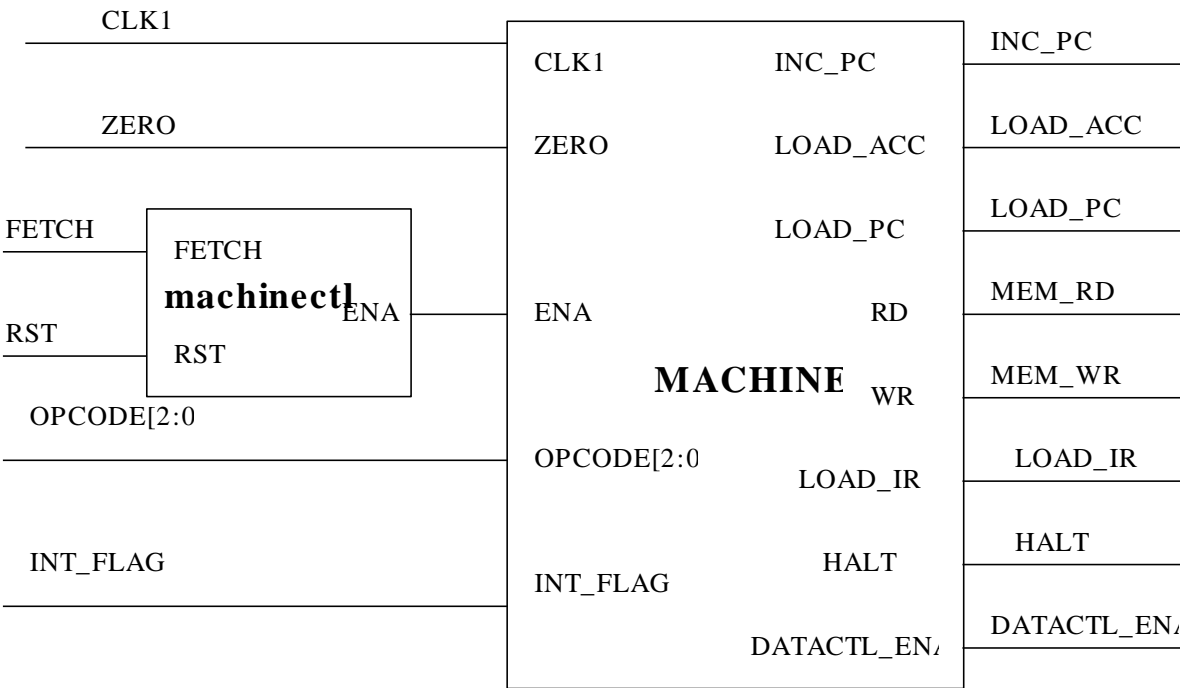 CLK1
CLK1
INC_PC
INC_PC
ZERO
ZERO
LOAD_ACC
LOAD_ACC
FETCH
FETCH
LOAD_PC
LOAD_PC
machinectl
ENA
ENA
RD
MEM_RD
RST
RST
MACHINE
WR
MEM_WR
OPCODE[2:0
OPCODE[2:0
LOAD_IR
LOAD_IR
INT_FLAG
INT_FLAG
HALT
HALT
DATACTL_EN
DATACTL_EN